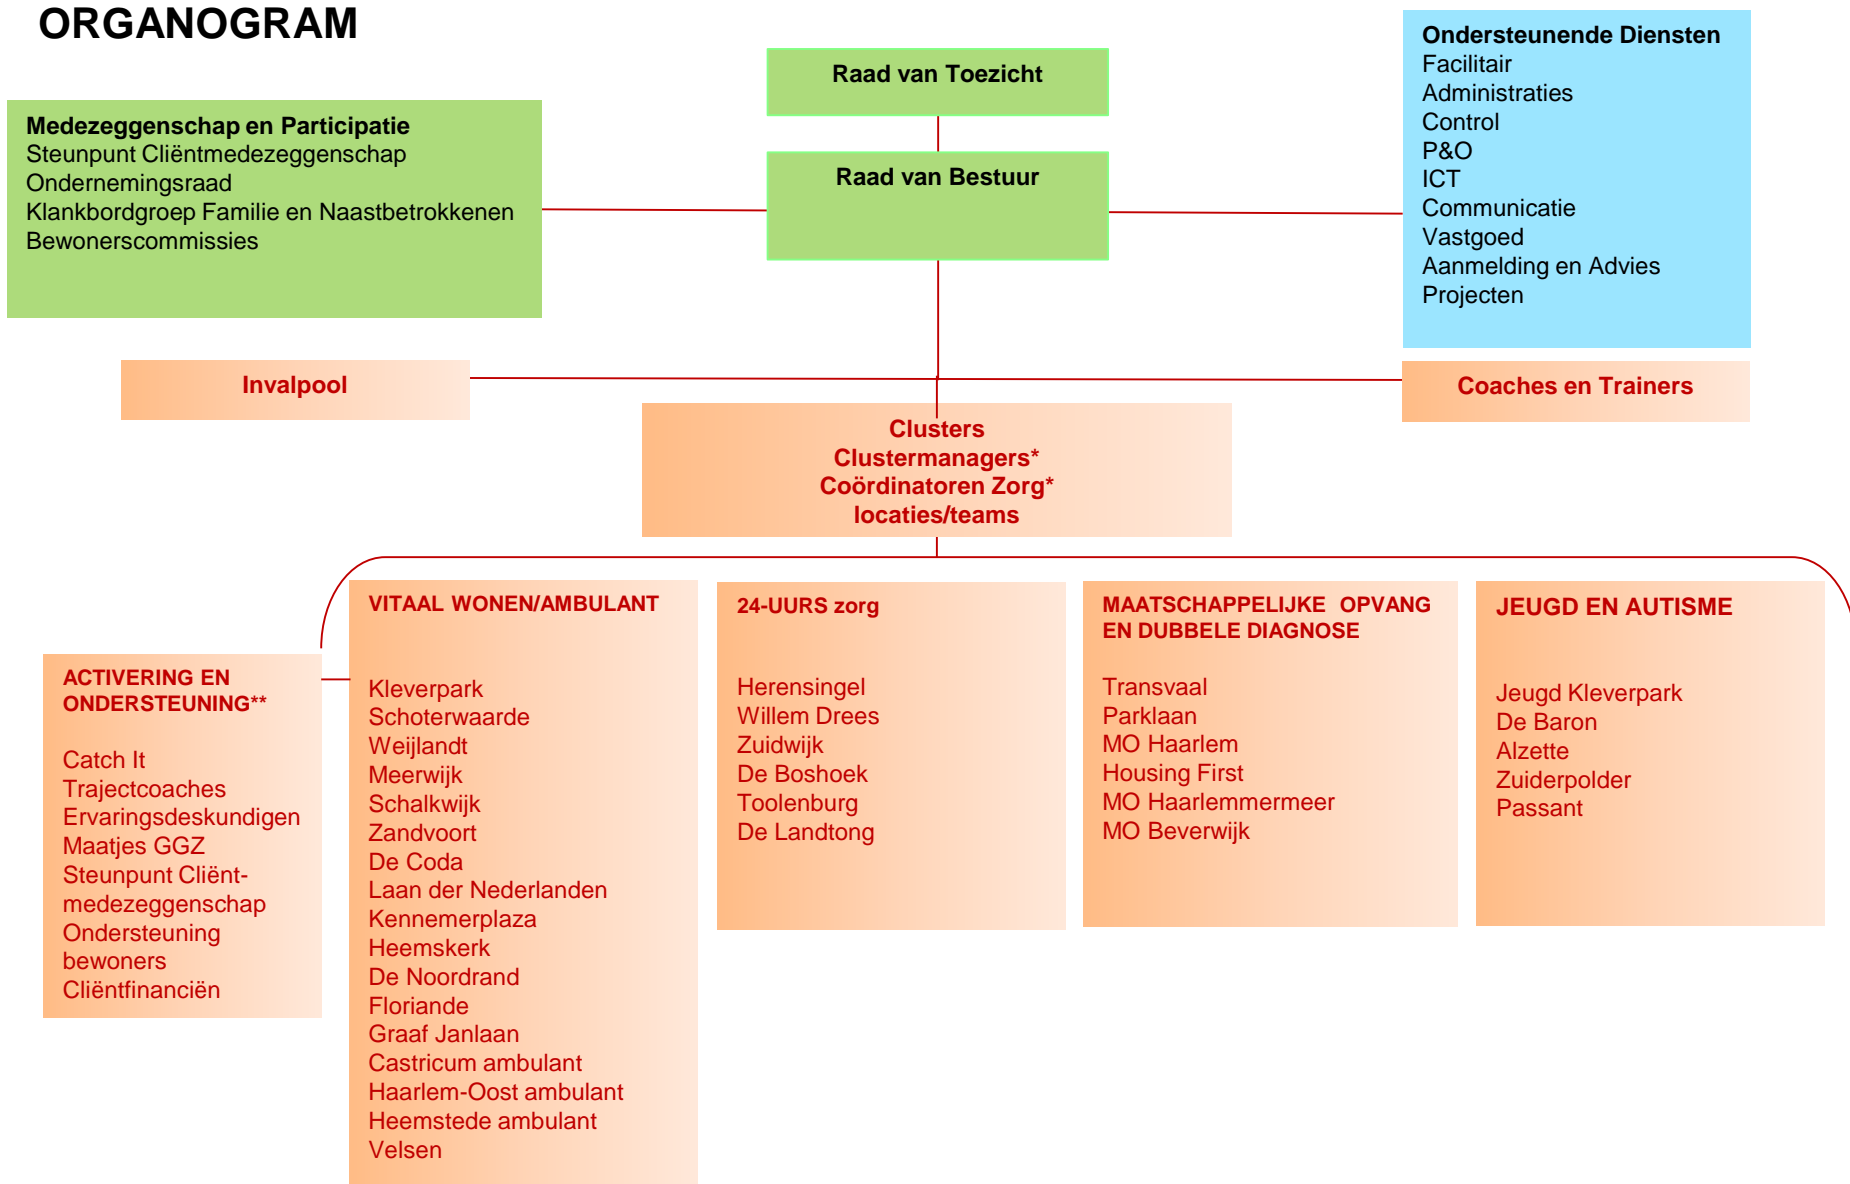 ORGANOGRAM
Raad van Toezicht
Ondersteunende Diensten
Facilitair
Administraties
Control
P&O
ICT
Communicatie
Vastgoed
Aanmelding en Advies
Projecten
Medezeggenschap en Participatie
Steunpunt Cliëntmedezeggenschap
Ondernemingsraad
Klankbordgroep Familie en Naastbetrokkenen
Bewonerscommissies
Raad van Bestuur
Invalpool
Coaches en Trainers
Clusters
Clustermanagers*
Coördinatoren Zorg*
locaties/teams
ACTIVERING EN
ONDERSTEUNING**
Catch It
Trajectcoaches
Ervaringsdeskundigen
Maatjes GGZ
Steunpunt Cliënt-
medezeggenschap
Ondersteuning
bewoners
Cliëntfinanciën
VITAAL WONEN/AMBULANT
Kleverpark
Schoterwaarde
Weijlandt
Meerwijk
Schalkwijk
Zandvoort
De Coda
Laan der Nederlanden
Kennemerplaza
Heemskerk
De Noordrand
Floriande
Graaf Janlaan
Castricum ambulant
Haarlem-Oost ambulant
Heemstede ambulant
Velsen
24-UURS zorg
Herensingel
Willem Drees
Zuidwijk
De Boshoek
Toolenburg
De Landtong
MAATSCHAPPELIJKE OPVANG
EN DUBBELE DIAGNOSE
Transvaal
Parklaan
MO Haarlem
Housing First
MO Haarlemmermeer
MO Beverwijk
JEUGD EN AUTISME
Jeugd Kleverpark
De Baron
Alzette
Zuiderpolder
Passant